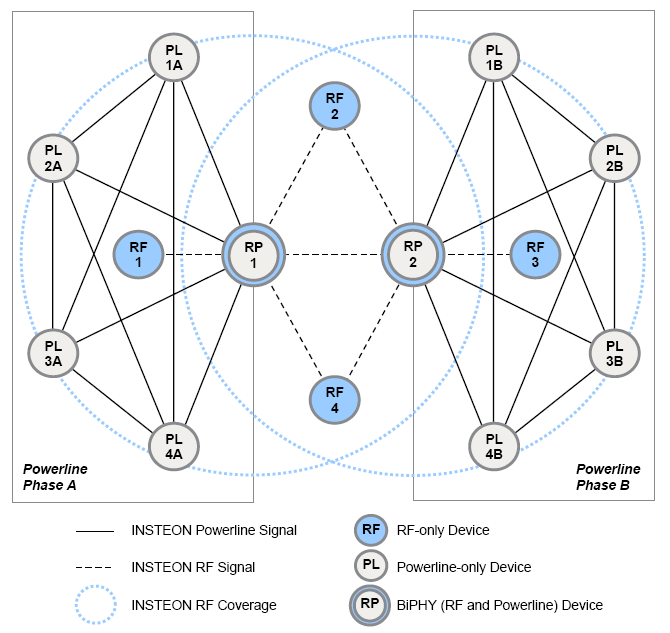 PL
1A
PL
1B
RF
2
PL
2A
PL
2B
RF
1
RP
1
RP
2
RF
3
PL
3A
PL
3B
RF
4
PL
4A
PL
4B
Powerline
Phase A
Powerline
Phase B
INSTEON Powerline Signal
RF RF-only Device
INSTEON RF Signal
PL Powerline-only Device
INSTEON RF Coverage
RP BiPHY (RF and Powerline) Device